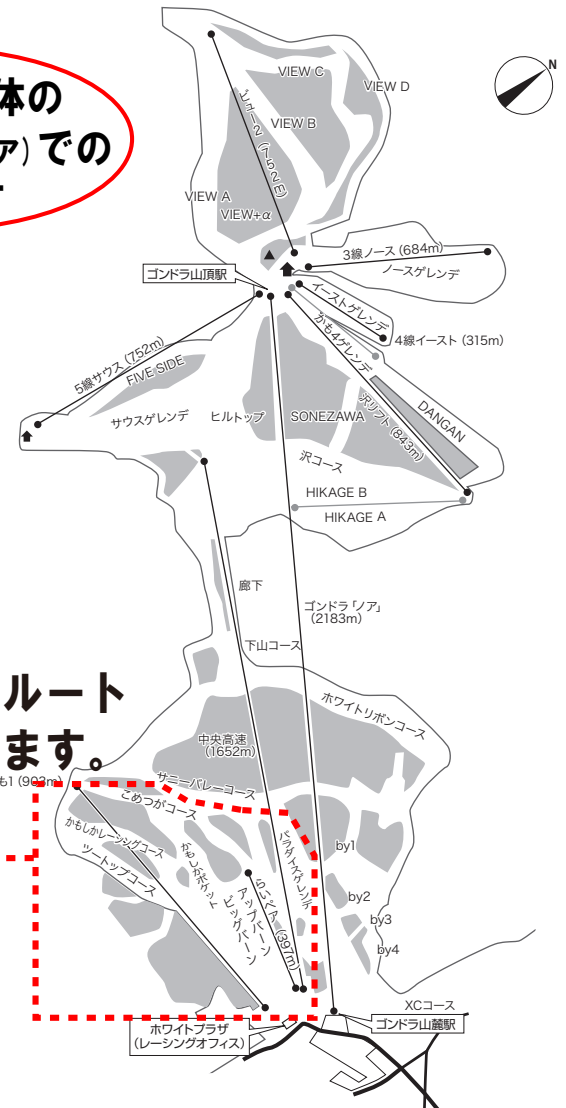 体の
ァ)での
N
VIEW C
VIEW D
VIEW B
ビュー2 (752m)
VIEW A
VIEW+α
3線ノース (684m)
ノースゲレンデ
ゴンドラ山頂駅
イーストゲレンデ
4線イースト (315m)
かも4ゲレンデ
5線サウス (752m)
FIVE SIDE
サウスゲレンデ
ヒルトップ
SONEZAWA
沢リフト (843m)
DANGAN
沢コース
HIKAGE B
HIKAGE A
廊下
ゴンドラ「ノア」
(2183m)
下山コース
ルート
ます。
ホワイトリボンコース
中央高速
(1652m)
も1 (903m)
サニーバレーコース
こめつがコース
かもしかレーシングコース
ツートップコース
かもしかポケット
ビッグバーン
アップバーン
らいペア (397m)
パラダイスゲレンデ
by1
by2
by3
by4
XCコース
ゴンドラ山麓駅
ホワイトプラザ
(レーシングオフィス)